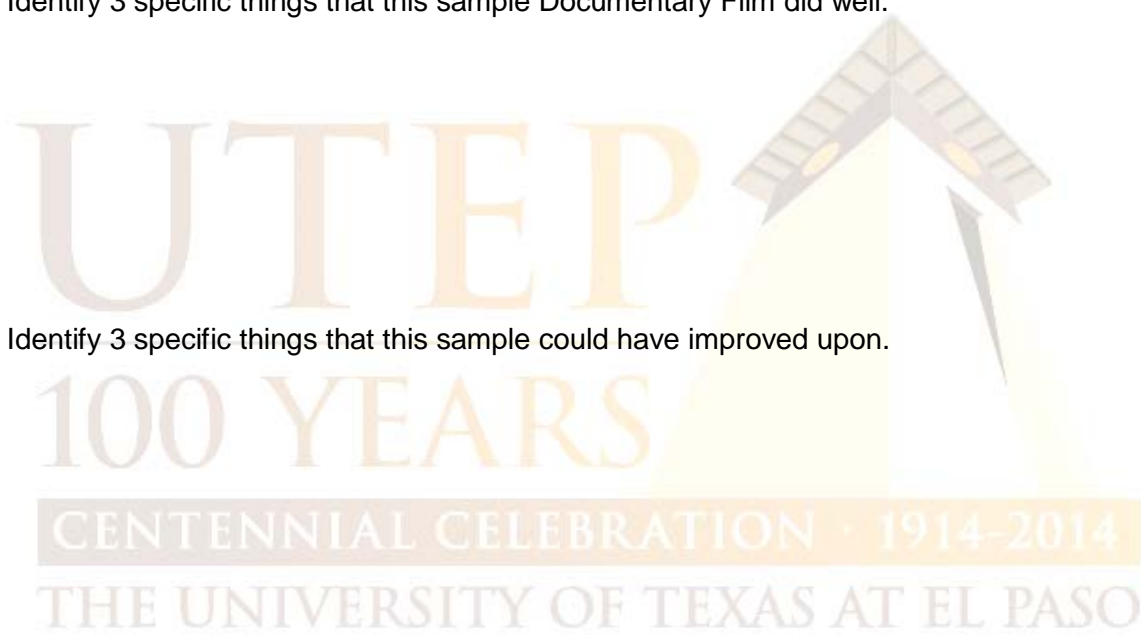 Identify 3 specific things that this sample Documentary Film did well.
UTEP
Identify 3 specific things that this sample could have improved upon.
100 YEARS
CENTENNIAL CELEBRATION · 1914-2014
THE UNIVERSITY OF TEXAS AT EL PASO